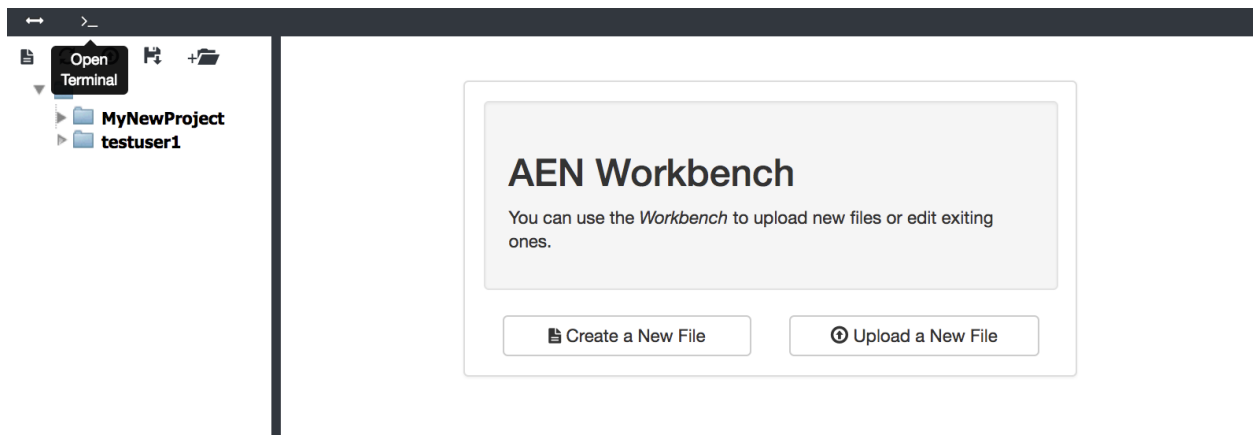 >_
Open
Terminal
MyNewProject
testuser1
AEN Workbench
You can use the Workbench to upload new files or edit exiting
ones.
Create a New File
Upload a New File